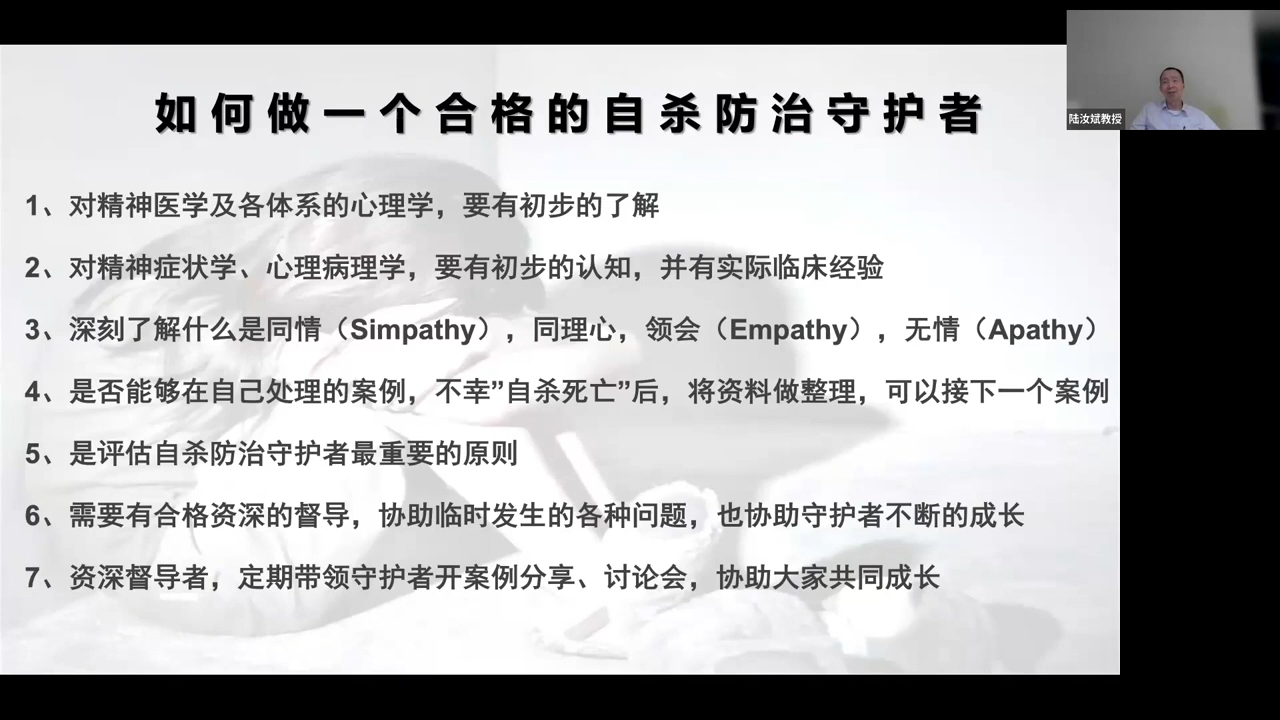 如何做一个合格的自杀防治守护者
陆汝斌教授
1、对精神医学及各体系的心理学，要有初步的了解
2、对精神症状学、心理病理学，要有初步的认知，并有实际临床经验
3、深刻了解什么是同情（Simpathy），同理心，领会（Empathy），无情（Apathy）
4、是否能够在自己处理的案例，不幸”自杀死亡”后，将资料做整理，可以接下一个案例
5、是评估自杀防治守护者最重要的原则
6、需要有合格资深的督导，协助临时发生的各种问题，也协助守护者不断的成长
7、资深督导者，定期带领守护者开案例分享、讨论会，协助大家共同成长